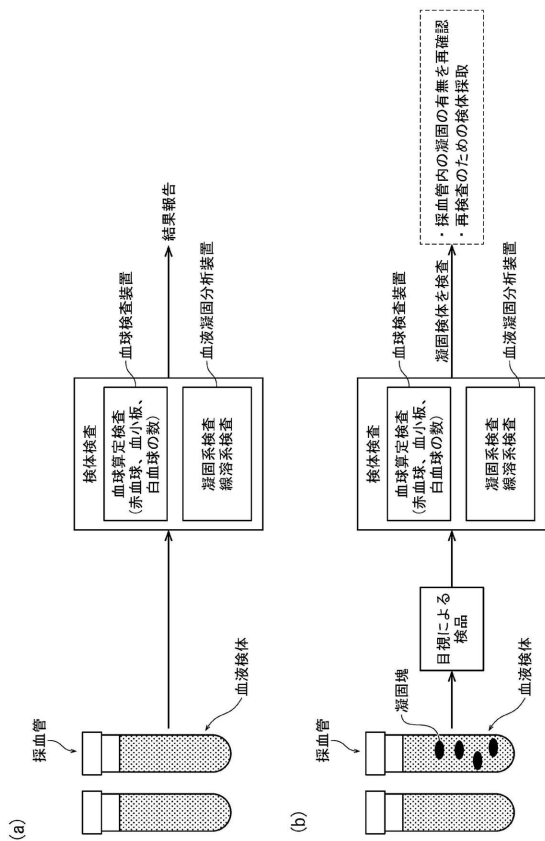 (a)
採血管
血液検体
検体検査
血球算定検査
(赤血球、血小板、
白血球の数)
凝固系検査
線溶系検査
血球検査装置
血液凝固分析装置
結果報告
(b)
採血管
凝固塊
血液検体
目視による
検品
検体検査
血球算定検査
(赤血球、血小板、
白血球の数)
凝固系検査
線溶系検査
血球検査装置
血液凝固分析装置
凝固検体を検査
・採血管内の凝固の有無を再確認
・再検査のための検体採取